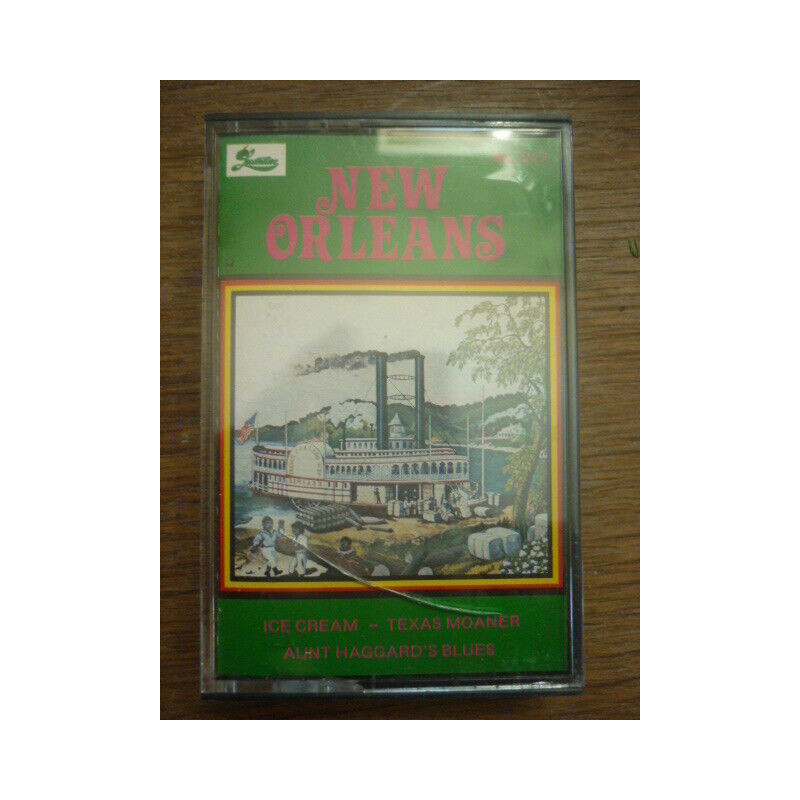 NEW
ORLEANS
ICE CREAM - TEXAS MOANER
AUNT HAGGARD'S BLUES